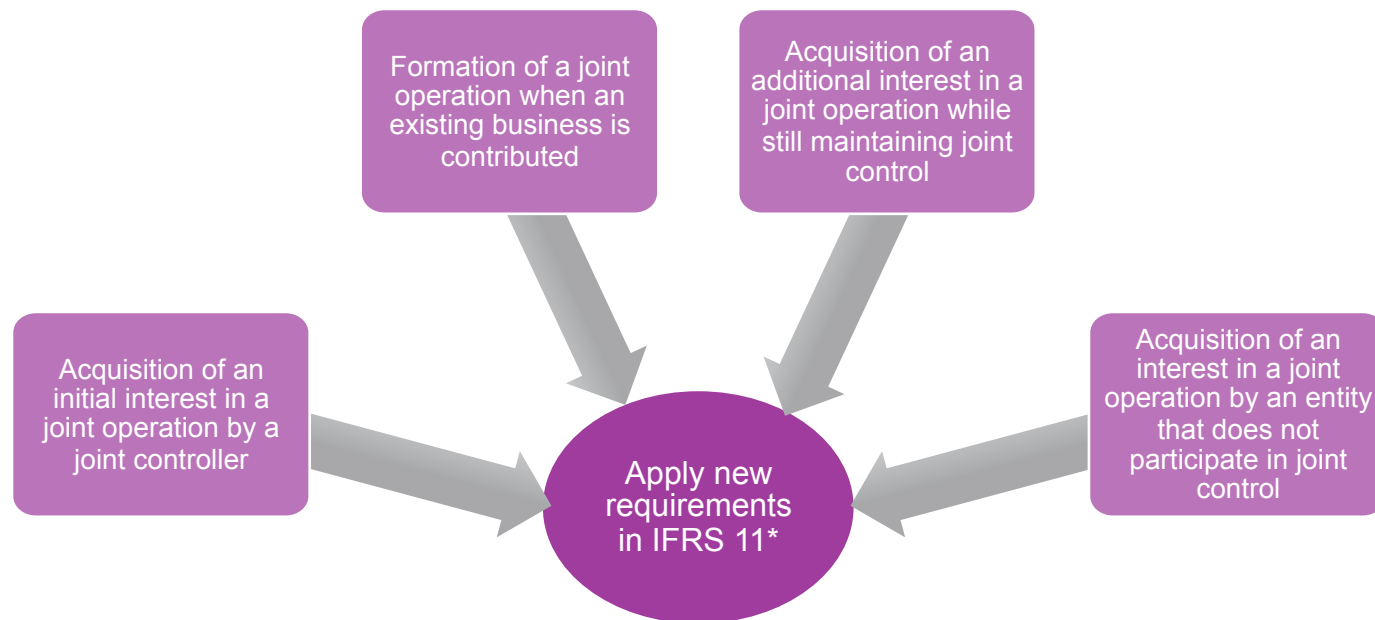 Formation of a joint
operation when an
existing business is
contributed
Acquisition of an
additional interest in a
joint operation while
still maintaining joint
control
Acquisition of an
initial interest in a
joint operation by a
joint controller
Acquisition of an
interest in a joint
operation by an entity
that does not
participate in joint
control
Apply new
requirements
in IFRS 11*